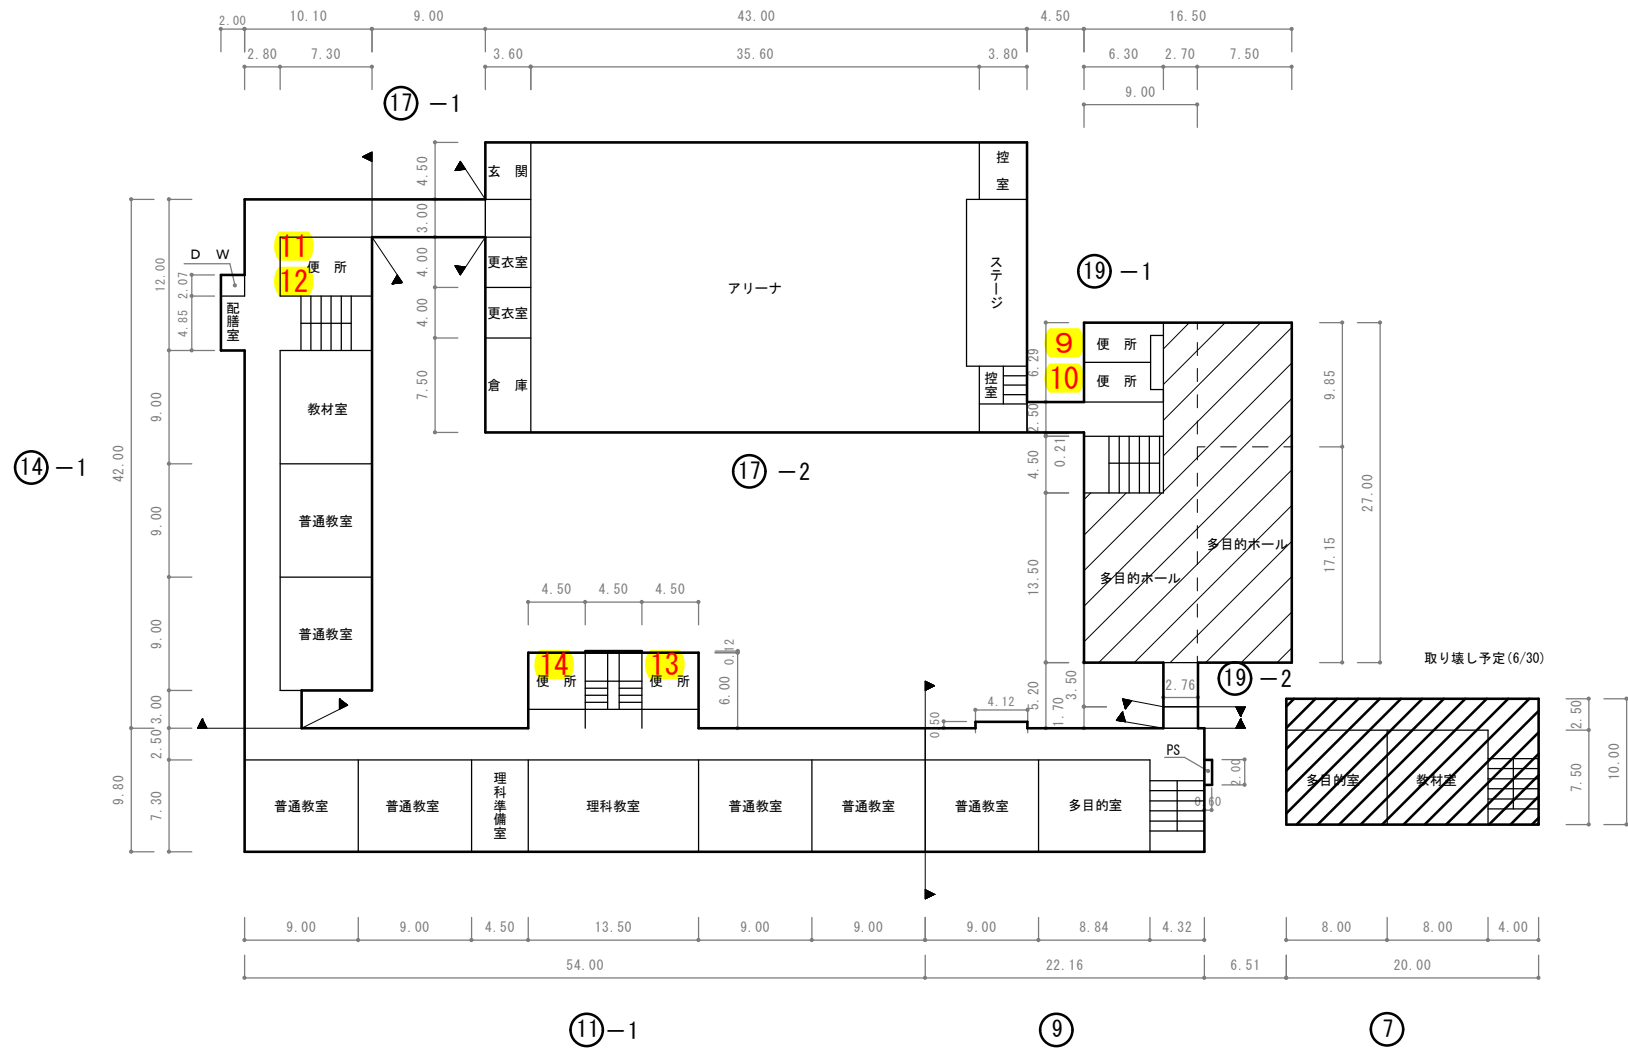 2.00
10.10
9.00
43.00
4.50
16.50
2.80
7.30
3.60
35.60
3.80
6.30
2.70
7.50
9.00
⑰－1
4.50
3.00
4.00
4.00
7.50
玄 関
更衣室
更衣室
倉 庫
アリーナ
控室
ステージ
控室
⑰－2
D W
11
12
便 所
配膳室
12.00
2.07
4.85
9.00
9.00
9.00
3.00
2.50
7.30
42.00
9.80
⑭－1
教材室
普通教室
普通教室
⑲－1
9
便 所
10
便 所
6.29
2.50
0.21
4.50
13.50
5.20
3.50
1.70
9.85
17.15
27.00
多目的ホール
多目的ホール
4.50
4.50
4.50
14
便 所
13
便 所
0.12
6.00
0.50
4.12
2.76
⑲－2
取り壊し予定(6/30)
PS
2.00
0.60
普通教室
普通教室
理科準備室
理科教室
普通教室
普通教室
普通教室
多目的室
多目的室
教材室
2.50
7.50
10.00
9.00
9.00
4.50
13.50
9.00
9.00
9.00
8.84
4.32
8.00
8.00
4.00
54.00
22.16
6.51
20.00
⑪－1
⑨
⑦